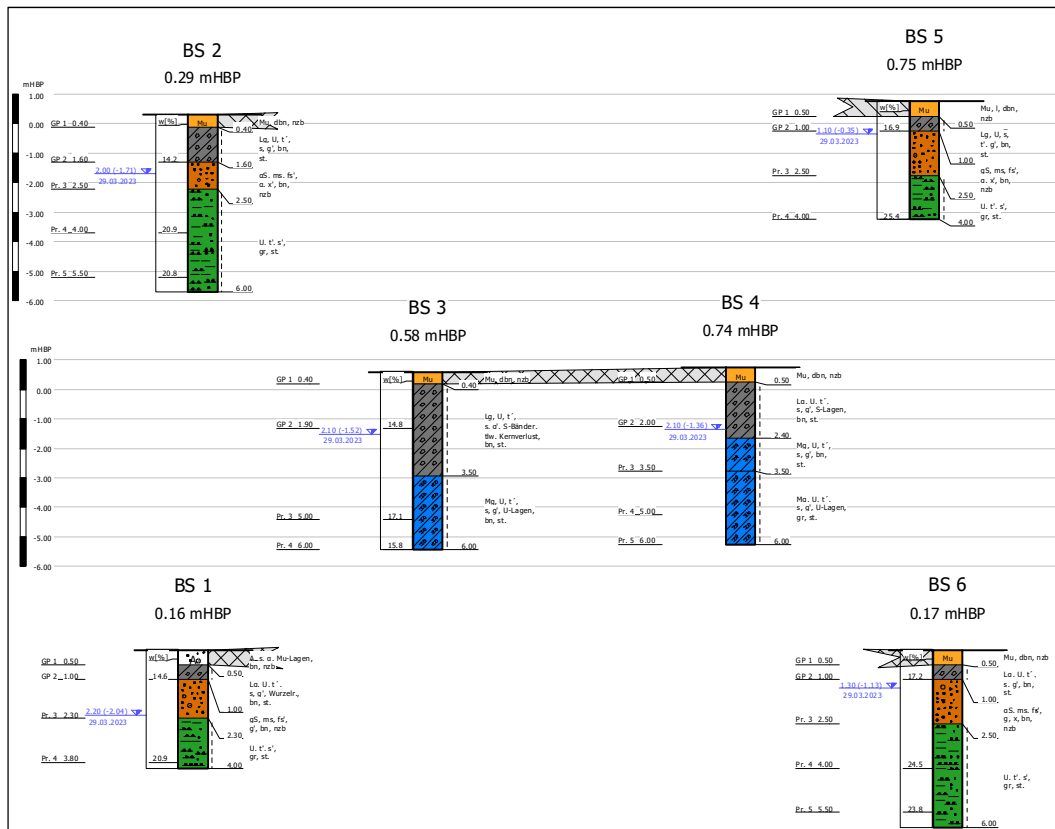 BS 2
0.29 mHBP
BS 5
0.75 mHBP
mHBP
1.00
0.00
-1.00
-2.00
-3.00
-4.00
-5.00
-6.00
GP 1 0.40
GP 2 1.60
2.00 (-1.71)
29.03.2023
Pr. 3 2.50
Pr. 4 4.00
Pr. 5 5.50
w[%]
14.2
20.9
20.8
Mu
0.40
1.60
2.50
6.00
Mu, dbn, nzb
Lg, U, t´,
s, g', bn,
st.
gS, ms, fs',
g, x', bn,
nzb
U, t', s',
gr, st.
GP 1 0.50
GP 2 1.00
1.10 (-0.35)
29.03.2023
Pr. 3 2.50
Pr. 4 4.00
w[%]
16.9
25.4
0.50
1.00
2.50
4.00
Mu, l, dbn,
nzb
Lg, U, s,
t', g', bn,
st.
gS, ms, fs',
g, x', bn,
nzb
U, t', s',
gr, st.
BS 3
0.58 mHBP
BS 4
0.74 mHBP
mHBP
1.00
0.00
-1.00
-2.00
-3.00
-4.00
-5.00
-6.00
GP 1 0.40
GP 2 1.90
2.10 (-1.52)
29.03.2023
Pr. 3 5.00
Pr. 4 6.00
w[%]
14.8
17.1
15.8
Mu
0.40
3.50
6.00
Mu, dbn, nzb
Lg, U, t´,
s, g', S-Bänder,
tlw. Kernverlust,
bn, st.
Mg, U, t´,
s, g', U-Lagen,
bn, st.
GP 1 0.50
GP 2 2.00
2.10 (-1.36)
29.03.2023
Pr. 3 3.50
Pr. 4 5.00
Pr. 5 6.00
Mu
0.50
2.40
3.50
6.00
Mu, dbn, nzb
Lg, U, t´,
s, g', S-Lagen,
bn, st.
Mg, U, t´,
s, g', bn,
st.
Mg, U, t´,
s, g', U-Lagen,
gr, st.
BS 1
0.16 mHBP
BS 6
0.17 mHBP
GP 1 0.50
GP 2 1.00
2.20 (-2.04)
29.03.2023
Pr. 3 2.30
Pr. 4 3.80
w[%]
14.6
20.9
A
0.50
1.00
2.30
4.00
A, s, g, Mu-Lagen,
bn, nzb
Lg, U, t´,
s, g', Wurzelr.,
bn, st.
gS, ms, fs',
g', bn, nzb
U, t', s',
gr, st.
GP 1 0.50
GP 2 1.00
1.30 (-1.13)
29.03.2023
Pr. 3 2.50
Pr. 4 4.00
Pr. 5 5.50
w[%]
17.2
24.5
23.8
Mu
0.50
1.00
2.50
6.00
Mu, dbn, nzb
Lg, U, t´,
s, g', bn,
st.
gS, ms, fs',
g, x, bn,
nzb
U, t', s',
gr, st.